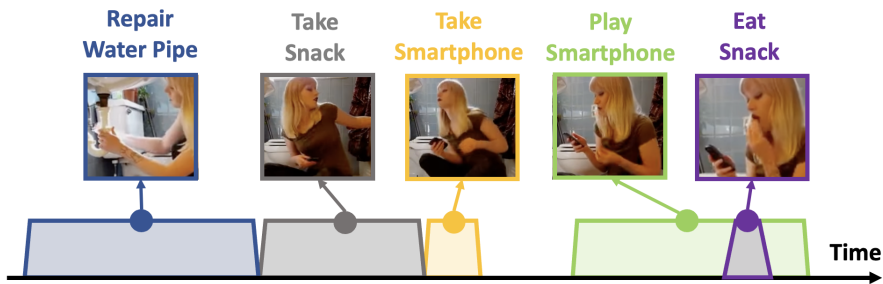 Repair
Water Pipe
Take
Snack
Take
Smartphone
Play
Smartphone
Eat
Snack
Time